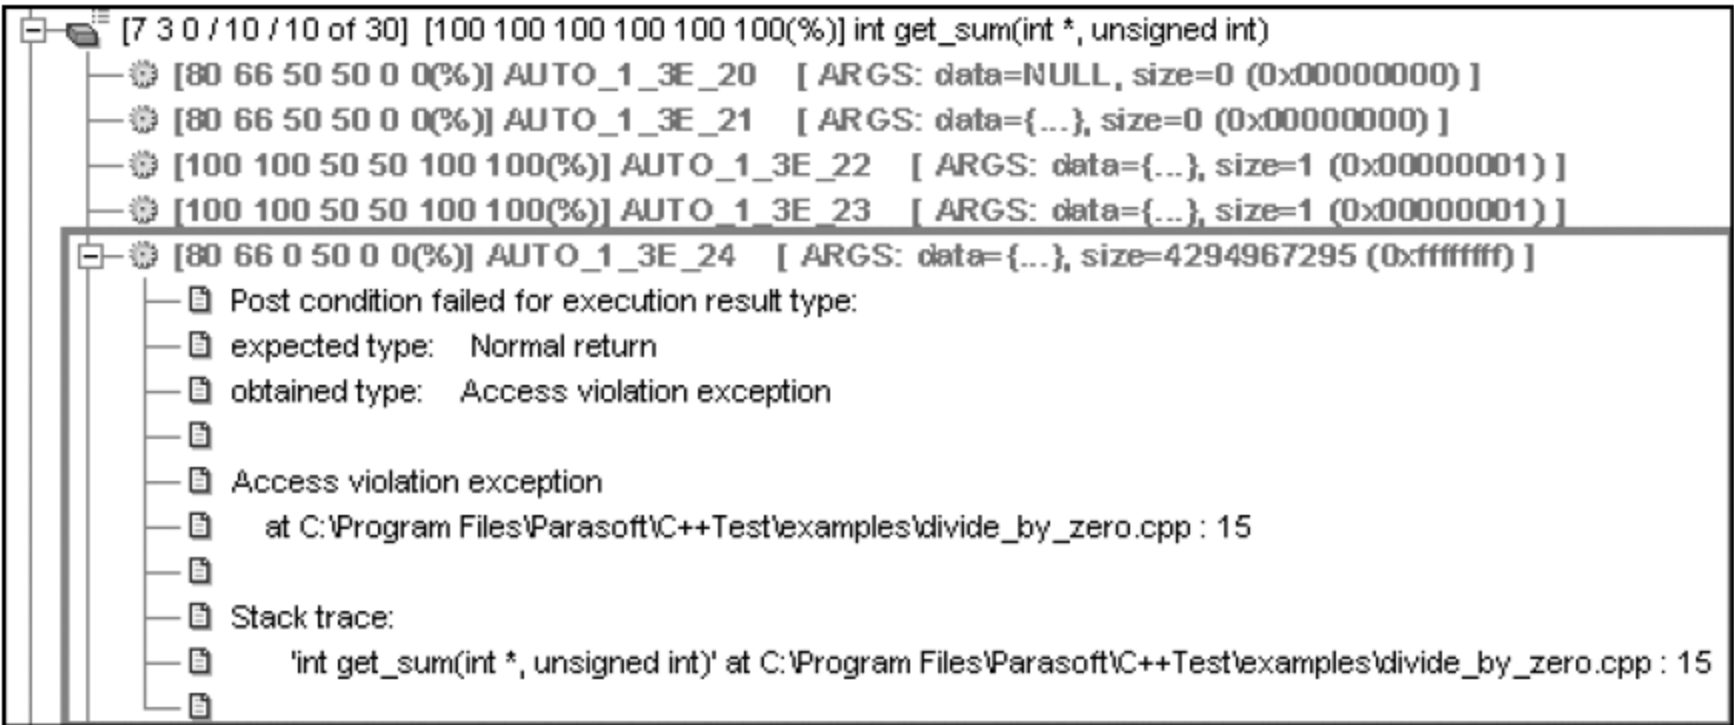 [7 3 0 / 10 / 10 of 30] [100 100 100 100 100 100(%)] int get_sum(int *, unsigned int)
[80 66 50 50 0 0(%)] AUTO_1_3E_20 [ ARGS: data=NULL, size=0 (0x00000000) ]
[80 66 50 50 0 0(%)] AUTO_1_3E_21 [ ARGS: data={...}, size=0 (0x00000000) ]
[100 100 50 50 100 100(%)] AUTO_1_3E_22 [ ARGS: data={...}, size=1 (0x00000001) ]
[100 100 50 50 100 100(%)] AUTO_1_3E_23 [ ARGS: data={...}, size=1 (0x00000001) ]
[80 66 0 50 0 0(%)] AUTO_1_3E_24 [ ARGS: data={...}, size=4294967295 (0xffffffff) ]
Post condition failed for execution result type:
expected type: Normal return
obtained type: Access violation exception
Access violation exception
at C:\Program Files\Parasoft\C++Test\examples\divide_by_zero.cpp : 15
Stack trace:
'int get_sum(int *, unsigned int)' at C:\Program Files\Parasoft\C++Test\examples\divide_by_zero.cpp : 15